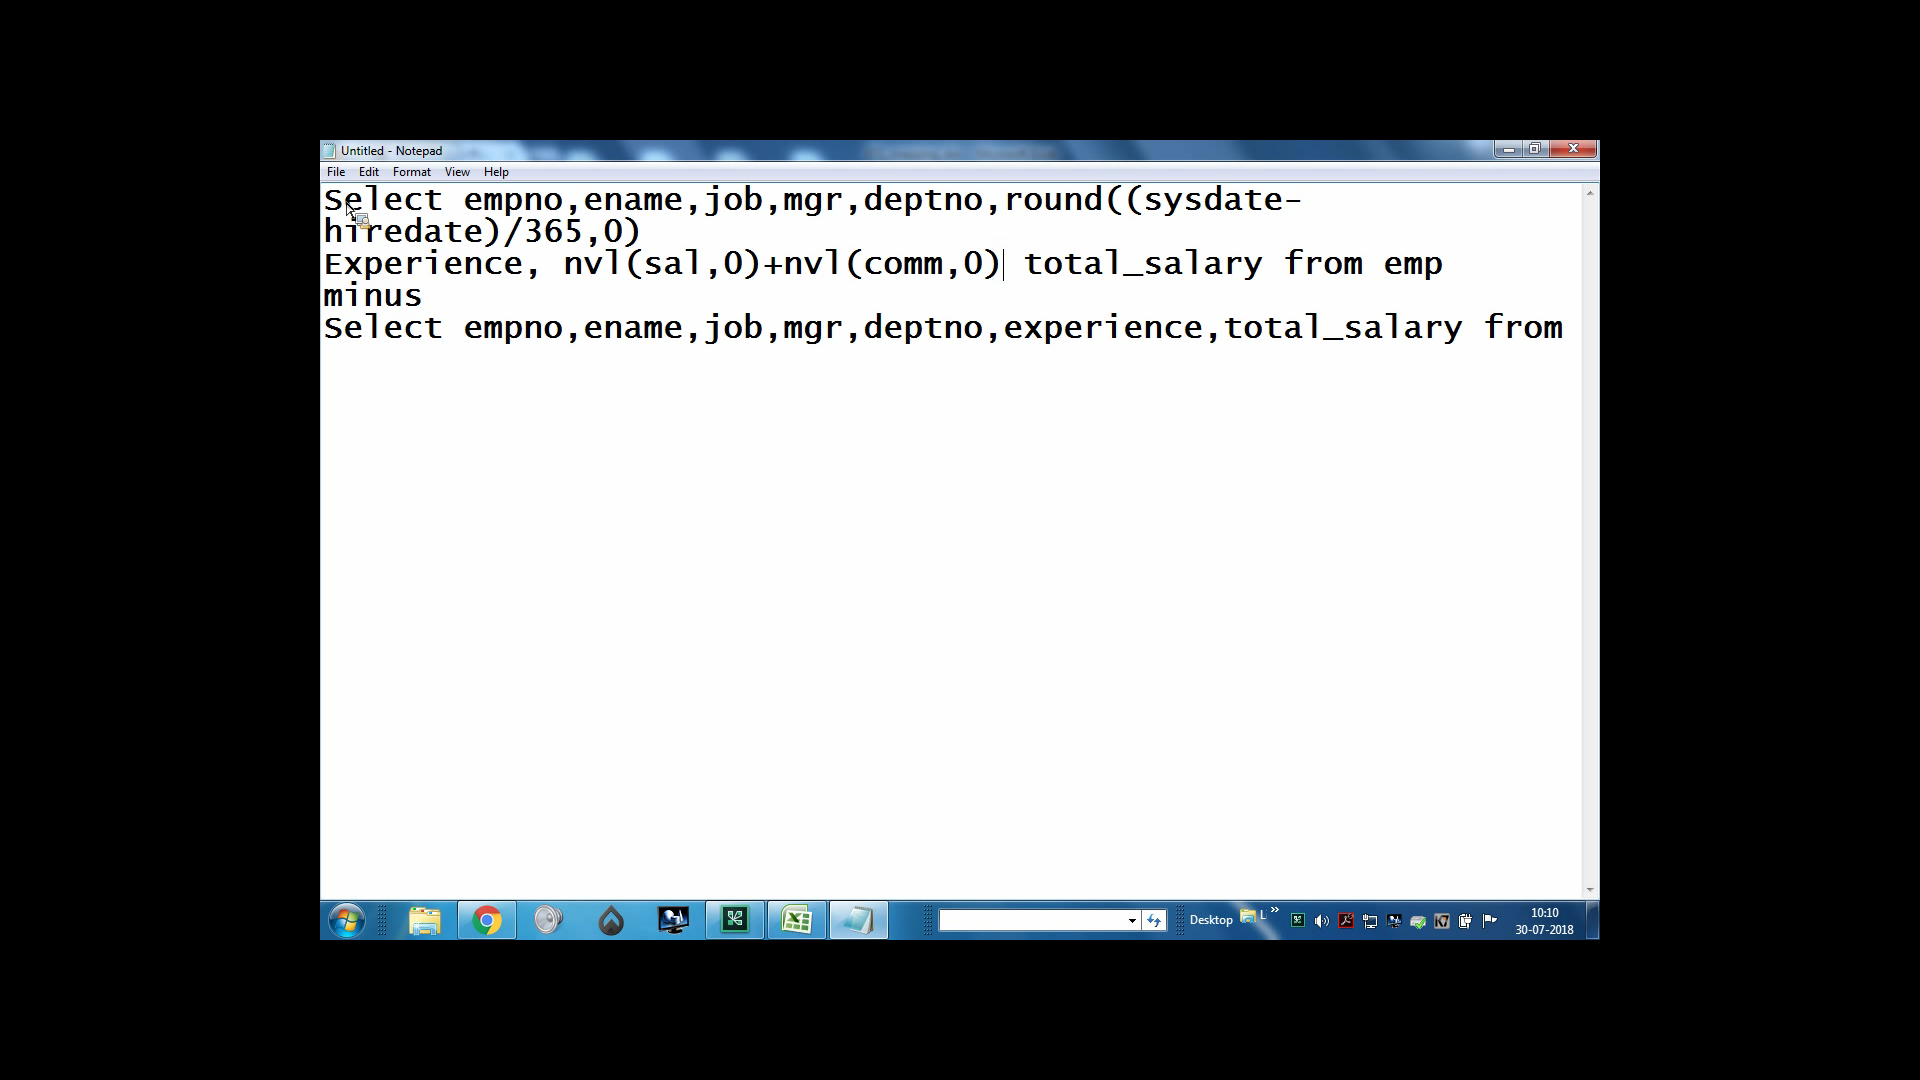 Untitled - Notepad
File Edit Format View Help
Select empno,ename,job,mgr,deptno,round((sysdate-
hiredate)/365,0)
Experience, nvl(sal,0)+nvl(comm,0) total_salary from emp
minus
Select empno,ename,job,mgr,deptno,experience,total_salary from
Desktop L »
10:10
30-07-2018